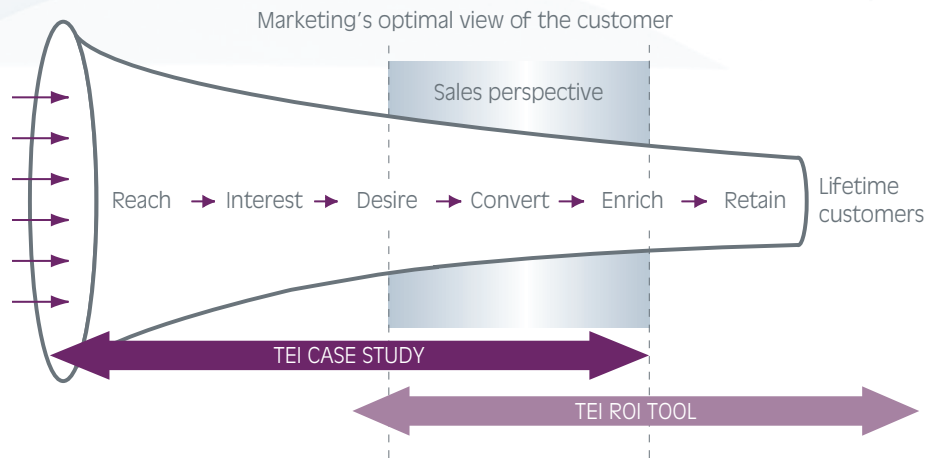 Marketing’s optimal view of the customer
Sales perspective
Reach Interest Desire Convert Enrich Retain
Lifetime
customers
TEI CASE STUDY
TEI ROI TOOL